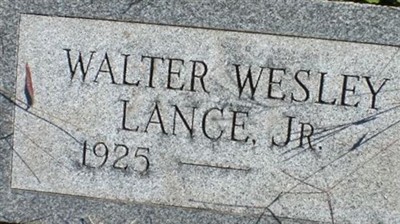 WALTER WESLEY
LANCE, JR.
1925 —